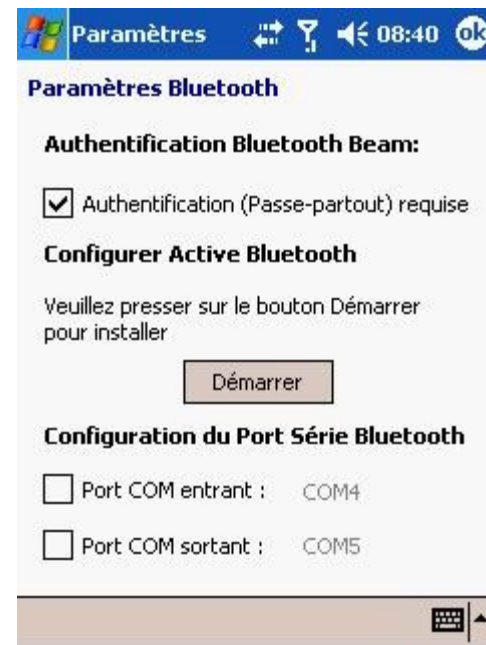 Paramètres 08:40 ok
Paramètres Bluetooth
Authentification Bluetooth Beam:
Authentification (Passe-partout) requise
Configurer Active Bluetooth
Veuillez presser sur le bouton Démarrer
pour installer
Démarrer
Configuration du Port Série Bluetooth
Port COM entrant : COM4
Port COM sortant : COM5